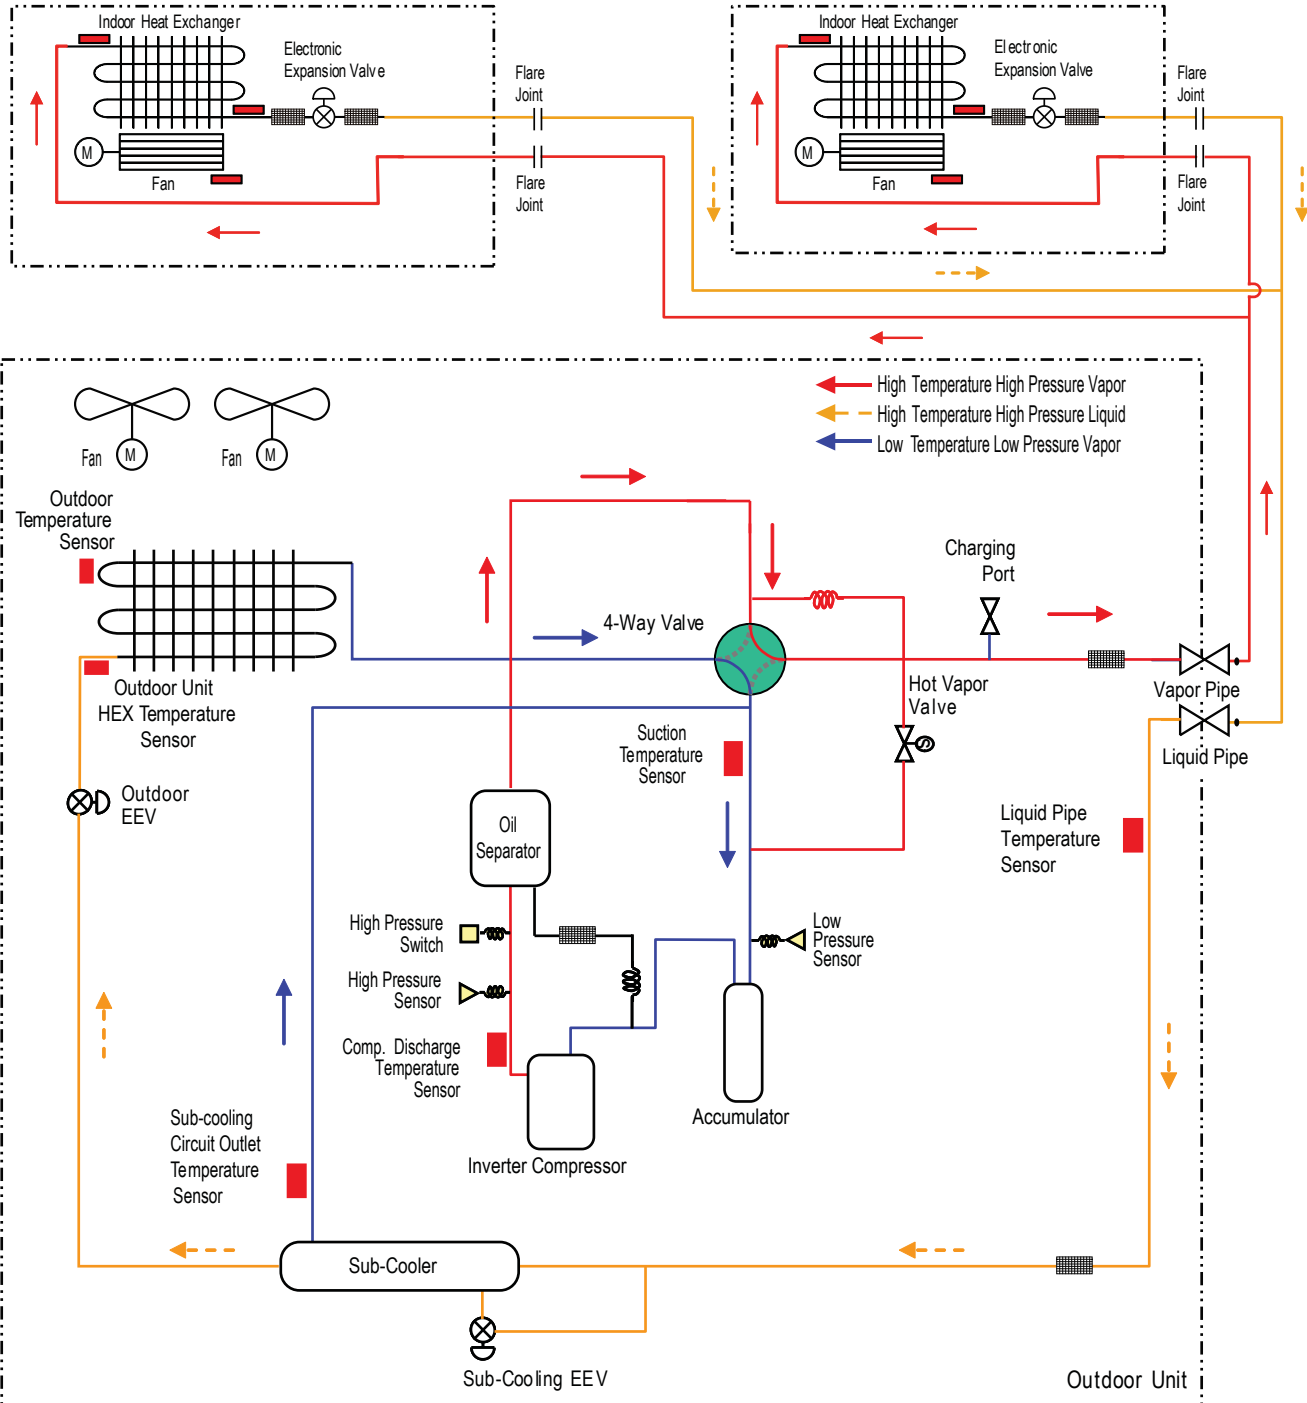 Indoor Heat Exchanger
Electronic
Expansion Valve
M
Fan
Flare
Joint
Flare
Joint
Indoor Heat Exchanger
Electronic
Expansion Valve
M
Fan
Flare
Joint
Flare
Joint
High Temperature High Pressure Vapor
High Temperature High Pressure Liquid
Low Temperature Low Pressure Vapor
Fan
M
Fan
M
Outdoor
Temperature
Sensor
Outdoor Unit
HEX Temperature
Sensor
Outdoor
EEV
4-Way Valve
Charging
Port
Vapor Pipe
Liquid Pipe
Hot Vapor
Valve
S
Suction
Temperature
Sensor
Liquid Pipe
Temperature
Sensor
Oil
Separator
High Pressure
Switch
High Pressure
Sensor
Comp. Discharge
Temperature
Sensor
Low
Pressure
Sensor
Accumulator
Inverter Compressor
Sub-cooling
Circuit Outlet
Temperature
Sensor
Sub-Cooler
Sub-Cooling EEV
Outdoor Unit